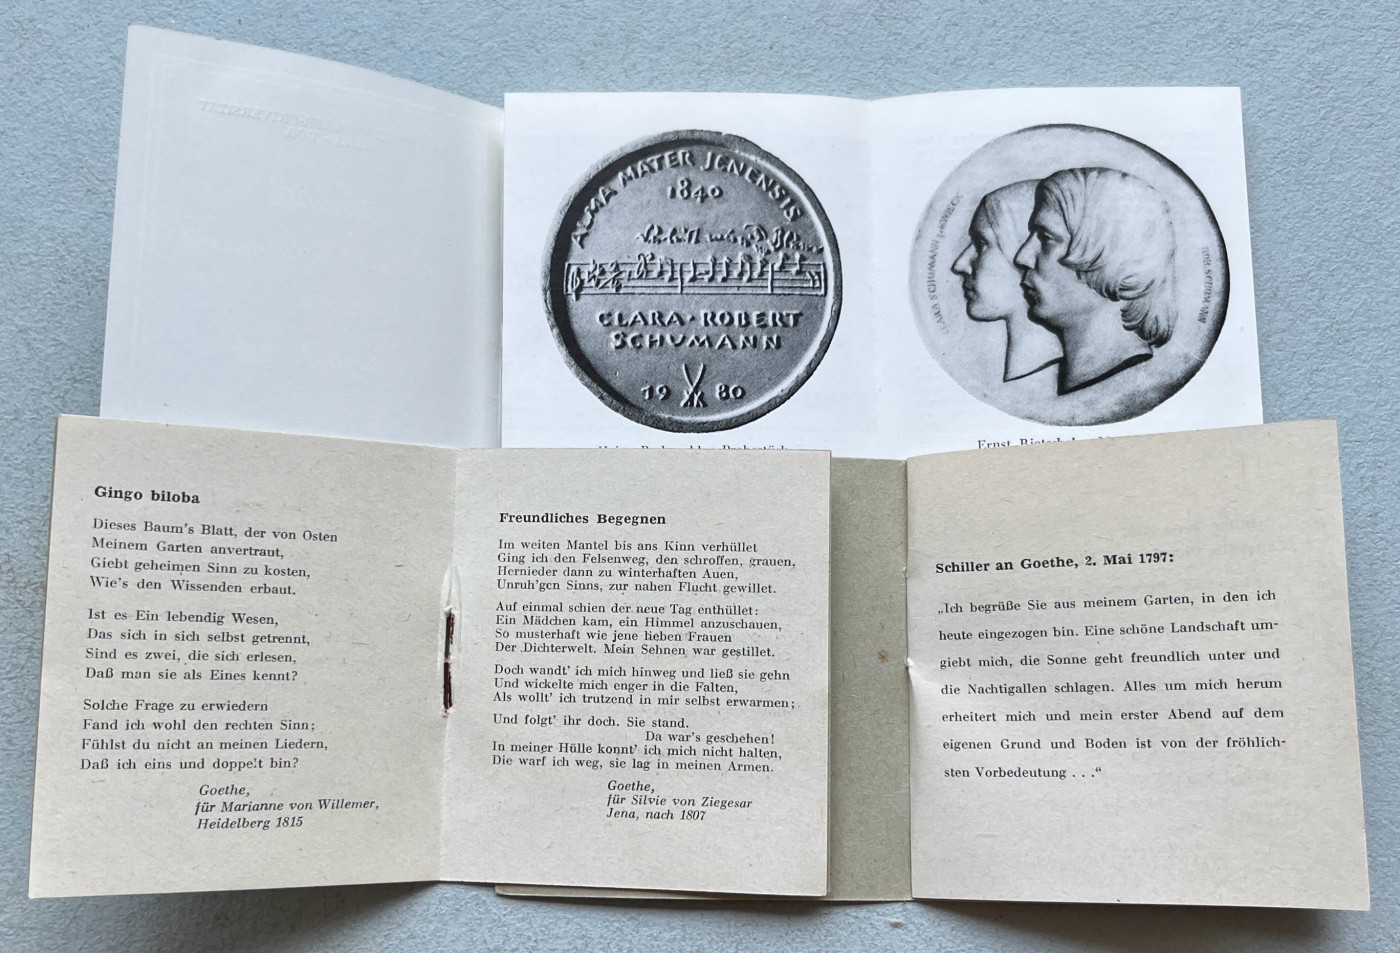 ALMA MATER JENENSIS
1840
CLARA · ROBERT
SCHUMANN
19 80
CLARA SCHUMANN
Gingo biloba
Dieses Baum's Blatt, der von Osten
Meinem Garten anvertraut,
Giebt geheimen Sinn zu kosten,
Wie's den Wissenden erbaut.
Ist es Ein lebendig Wesen,
Das sich in sich selbst getrennt,
Sind es zwei, die sich erlesen,
Daß man sie als Eines kennt?
Solche Frage zu erwiedern
Fand ich wohl den rechten Sinn;
Fühlst du nicht an meinen Liedern,
Daß ich eins und doppelt bin?
Goethe,
für Marianne von Willemer,
Heidelberg 1815
Freundliches Begegnen
Im weiten Mantel bis ans Kinn verhüllet
Ging ich den Felsenweg, den schroffen, grauen,
Hernieder dann zu winterhaften Auen,
Unruh'gen Sinns, zur nahen Flucht gewillet.
Auf einmal schien der neue Tag enthüllet:
Ein Mädchen kam, ein Himmel anzuschauen,
So musterhaft wie jene lieben Frauen
Der Dichterwelt. Mein Sehnen war gestillet.
Doch wandt' ich mich hinweg und ließ sie gehn
Und wickelte mich enger in die Falten,
Als wollt' ich trutzend in mir selbst erwarmen;
Und folgt' ihr doch. Sie stand.
Da war's geschehen!
In meiner Hülle konnt' ich mich nicht halten,
Die warf ich weg, sie lag in meinen Armen.
Goethe,
für Silvie von Ziegesar
Jena, nach 1807
Schiller an Goethe, 2. Mai 1797:
„Ich begrüße Sie aus meinem Garten, in den ich
heute eingezogen bin. Eine schöne Landschaft um-
giebt mich, die Sonne geht freundlich unter und
die Nachtigallen schlagen. Alles um mich herum
erheitert mich und mein erster Abend auf dem
eigenen Grund und Boden ist von der fröhlich-
sten Vorbedeutung . . .“